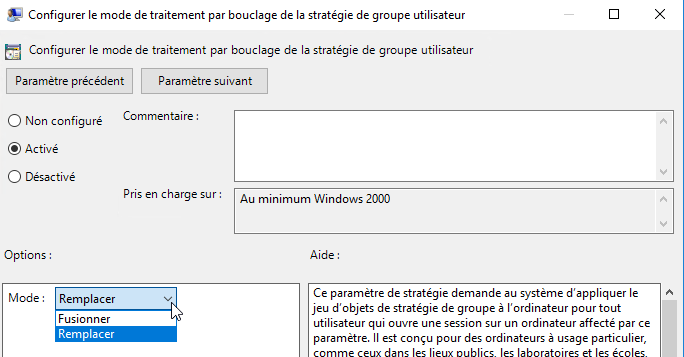 Configurer le mode de traitement par bouclage de la stratégie de groupe utilisateur
Configurer le mode de traitement par bouclage de la stratégie de groupe utilisateur
Paramètre précédent Paramètre suivant
Non configuré Commentaire :
Activé
Désactivé
Pris en charge sur : Au minimum Windows 2000
Options : Aide :
Mode : Remplacer
Fusionner
Remplacer
Ce paramètre de stratégie demande au système d'appliquer le
jeu d'objets de stratégie de groupe à l'ordinateur pour tout
utilisateur qui ouvre une session sur un ordinateur affecté par ce
paramètre. Il est conçu pour des ordinateurs à usage particulier,
comme ceux dans les lieux publics, les laboratoires et les écoles,